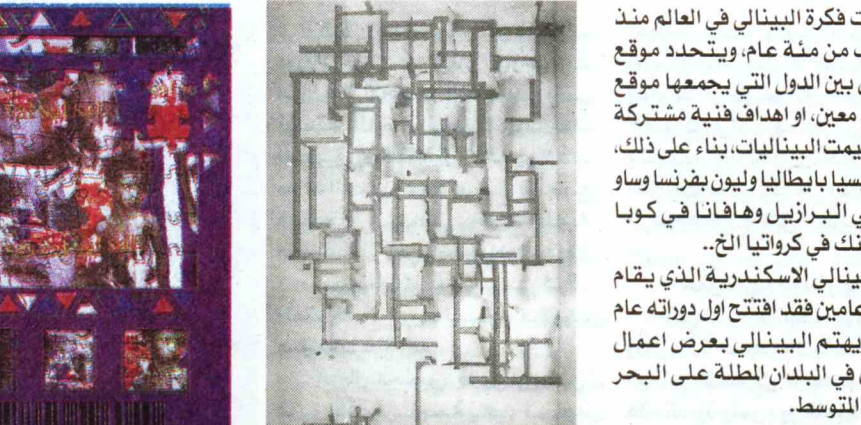 ت فكرة البينالي في العالم منذ
من مئة عام، ويتحدد موقع
بين الدول التي يجمعها موقع
معين، او اهداف فنية مشتركة
يمت البيناليات، بناء على ذلك،
سيا بايطاليا وليون بفرنسا وساو
ي البرازيل وهافانا في كوبا
تك في كرواتيا الخ..
ينالي الاسكندرية الذي يقام
عامين فقد افتتح اول دوراته عام
يهتم البينالي بعرض اعمال
في البلدان المطلة على البحر
المتوسط.